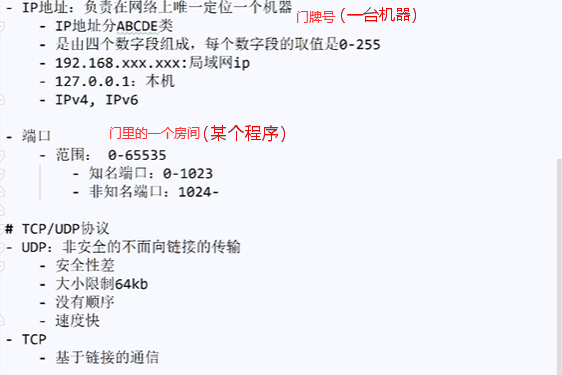 - IP地址：负责在网络上唯一定位一个机器 门牌号（一台机器）
- IP地址分ABCDE类
- 是由四个数字段组成，每个数字段的取值是0-255
- 192.168.xxx.xxx:局域网ip
- 127.0.0.1：本机
- IPv4, IPv6
- 端口 门里的一个房间（某个程序）
- 范围： 0-65535
- 知名端口：0-1023
- 非知名端口：1024-
# TCP/UDP协议
- UDP：非安全的不面向链接的传输
- 安全性差
- 大小限制64kb
- 没有顺序
- 速度快
- TCP
- 基于链接的通信